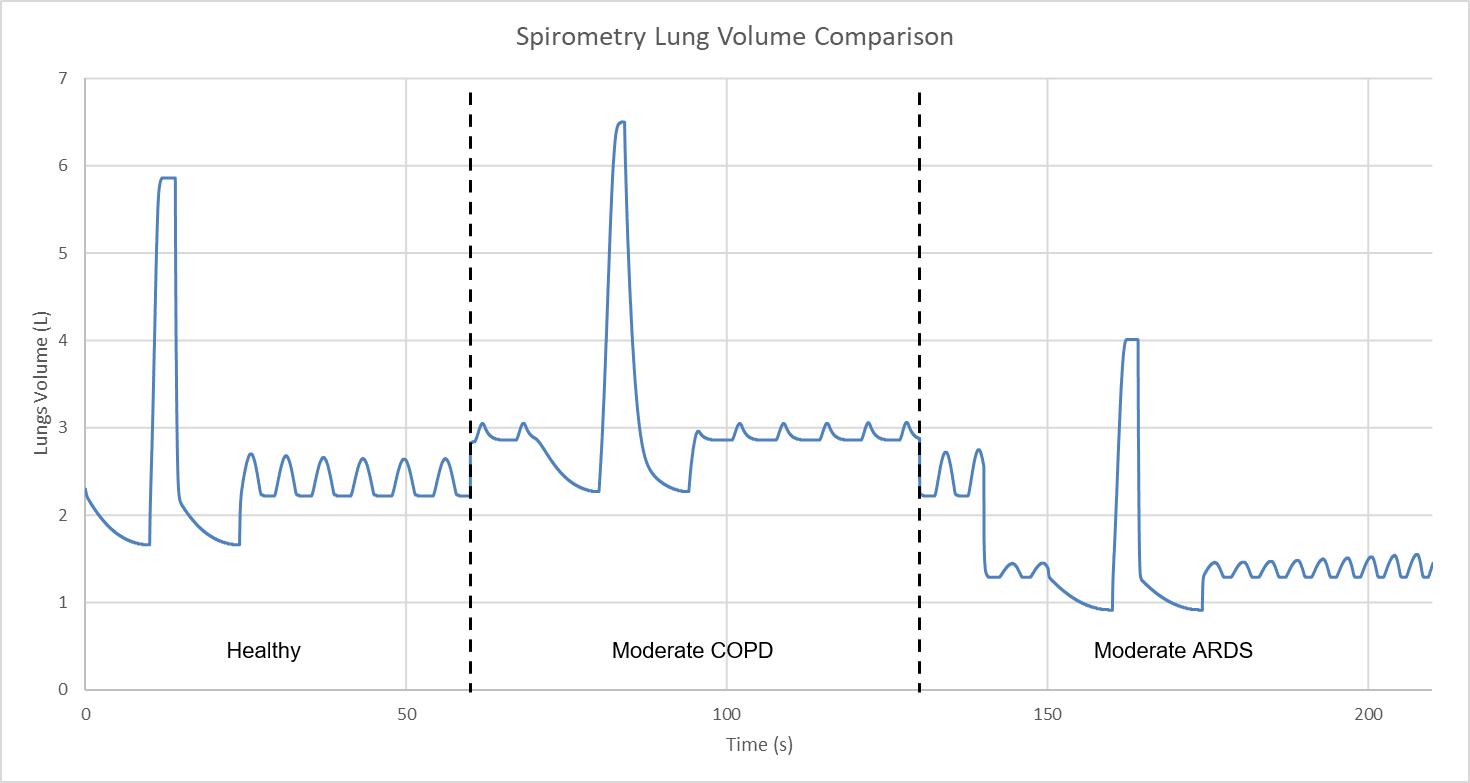 Spirometry Lung Volume Comparison
7
6
5
4
3
2
1
0
Lungs Volume (L)
Healthy
Moderate COPD
Moderate ARDS
0
50
100
150
200
Time (s)